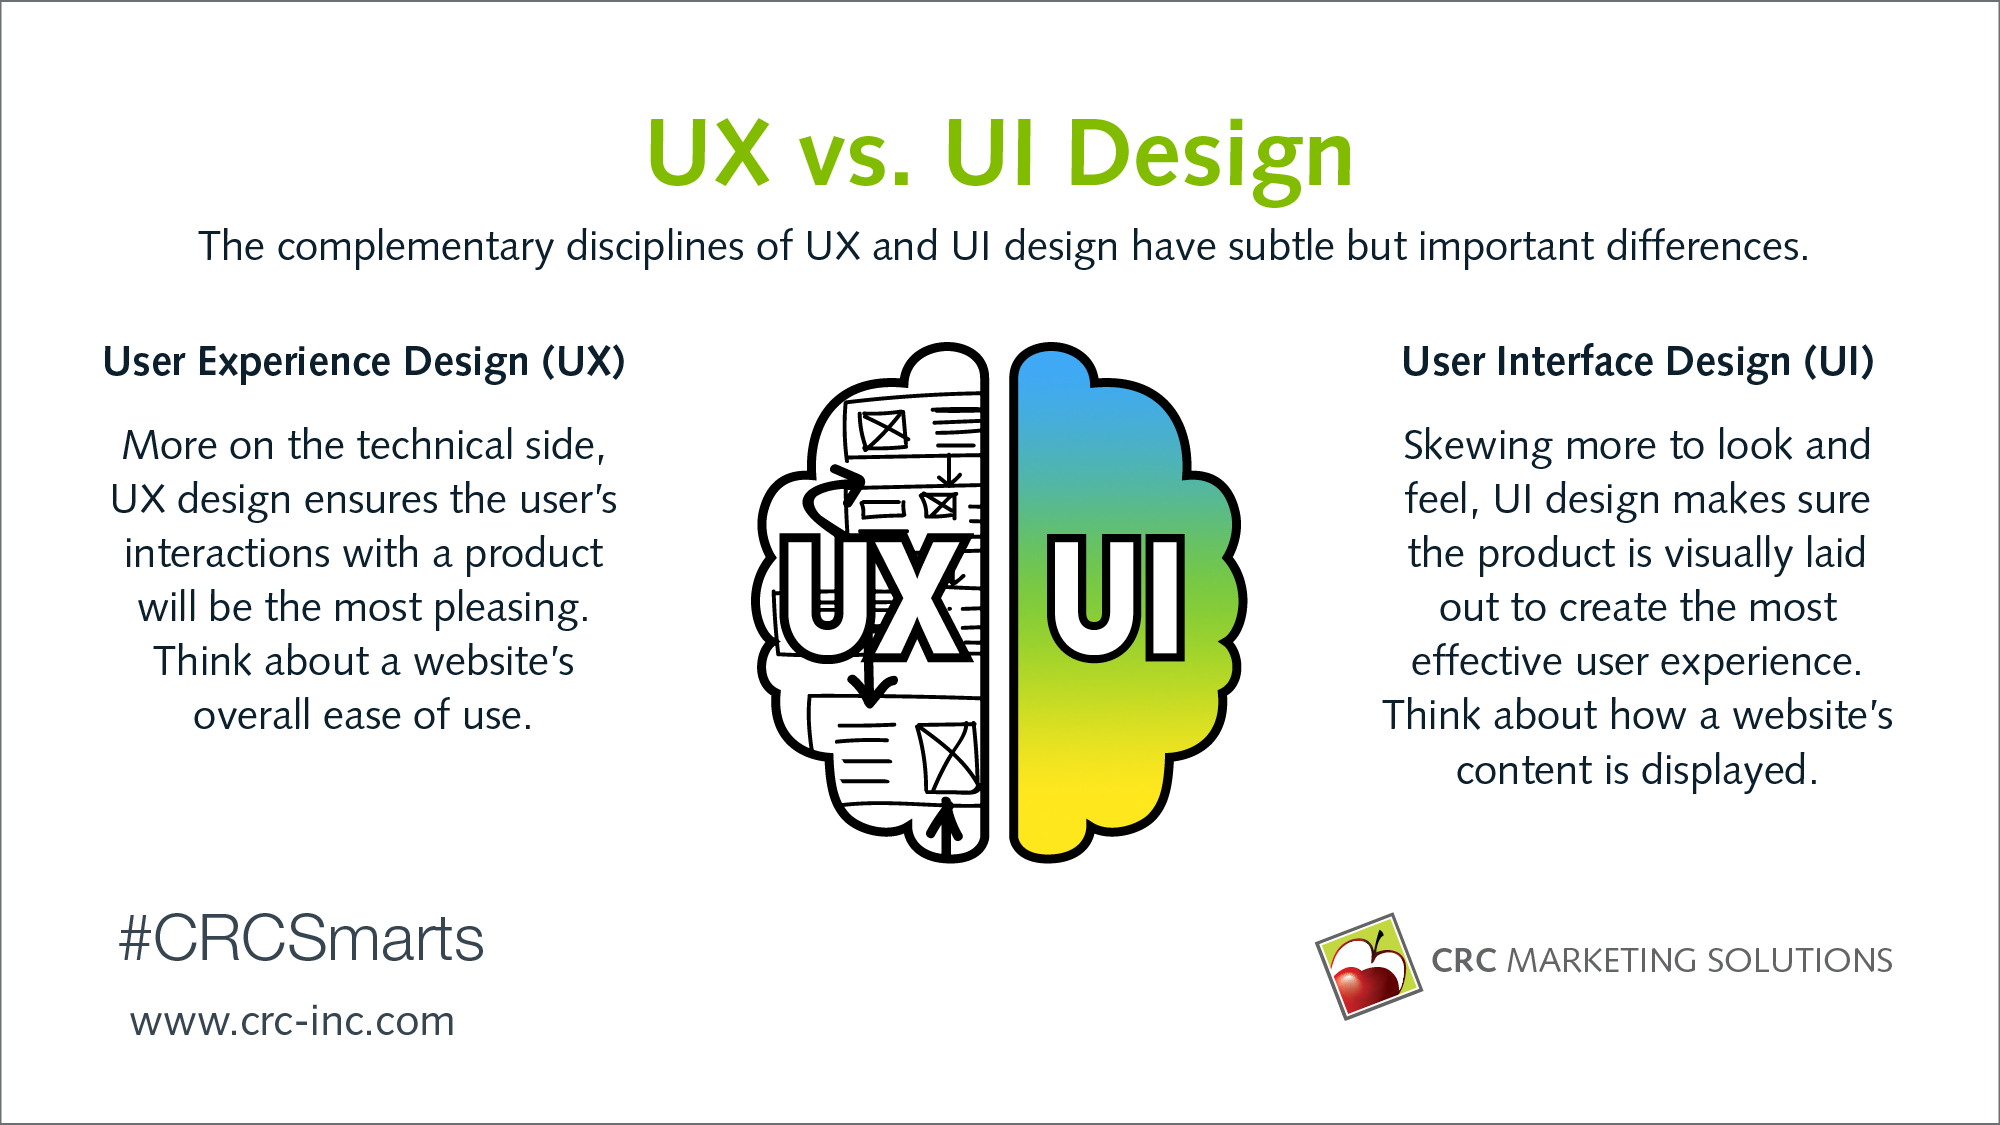 UX vs. UI Design
The complementary disciplines of UX and UI design have subtle but important differences.
User Experience Design (UX)
More on the technical side,
UX design ensures the user’s
interactions with a product
will be the most pleasing.
Think about a website’s
overall ease of use.
UX
UI
User Interface Design (UI)
Skewing more to look and
feel, UI design makes sure
the product is visually laid
out to create the most
effective user experience.
Think about how a website’s
content is displayed.
#CRCSmarts
www.crc-inc.com
CRC MARKETING SOLUTIONS